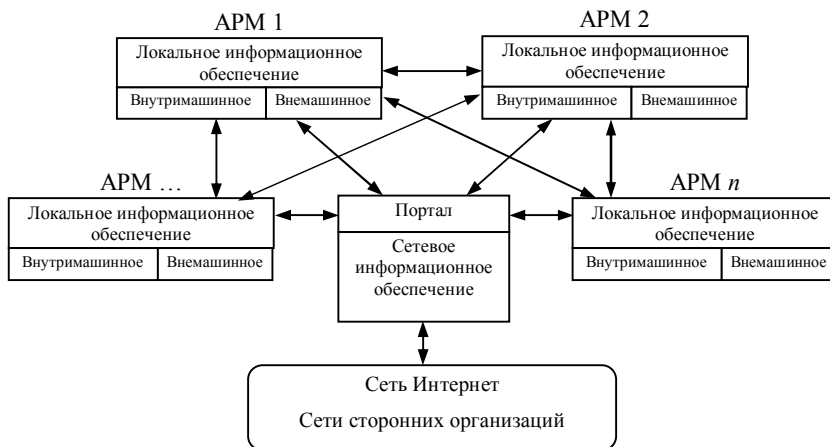 АРМ 1
Локальное информационное
обеспечение
Внутримашинное
Внемашинное
АРМ 2
Локальное информационное
обеспечение
Внутримашинное
Внемашинное
АРМ …
Локальное информационное
обеспечение
Внутримашинное
Внемашинное
Портал
Сетевое
информационное
обеспечение
АРМ n
Локальное информационное
обеспечение
Внутримашинное
Внемашинное
Сеть Интернет
Сети сторонних организаций